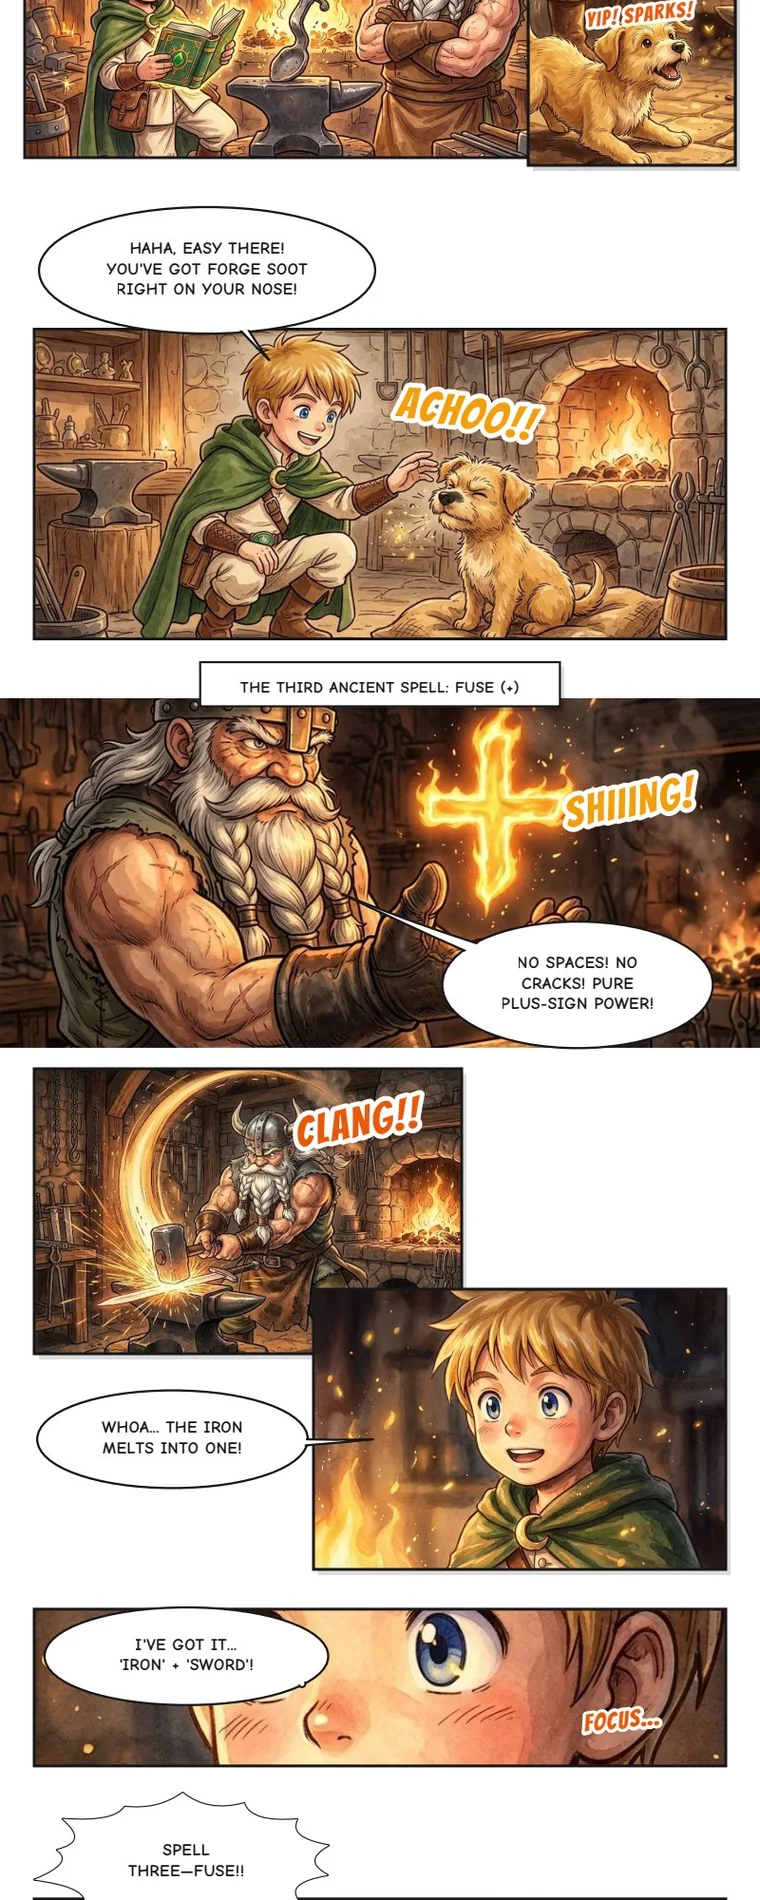 YIP! SPARKS!
HAHA, EASY THERE!
YOU'VE GOT FORGE SOOT
RIGHT ON YOUR NOSE!
ACHOO!!
THE THIRD ANCIENT SPELL: FUSE (+)
SHIIING!
NO SPACES! NO
CRACKS! PURE
PLUS-SIGN POWER!
CLANG!!
WHOA... THE IRON
MELTS INTO ONE!
I'VE GOT IT...
'IRON' + 'SWORD'!
FOCUS...
SPELL
THREE—FUSE!!